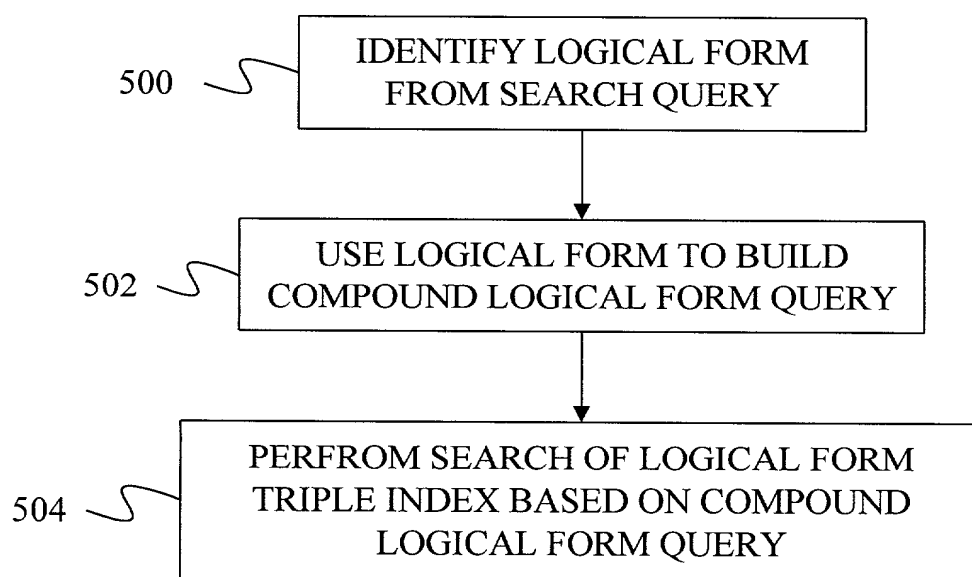 500
IDENTIFY LOGICAL FORM
FROM SEARCH QUERY
502
USE LOGICAL FORM TO BUILD
COMPOUND LOGICAL FORM QUERY
504
PERFROM SEARCH OF LOGICAL FORM
TRIPLE INDEX BASED ON COMPOUND
LOGICAL FORM QUERY